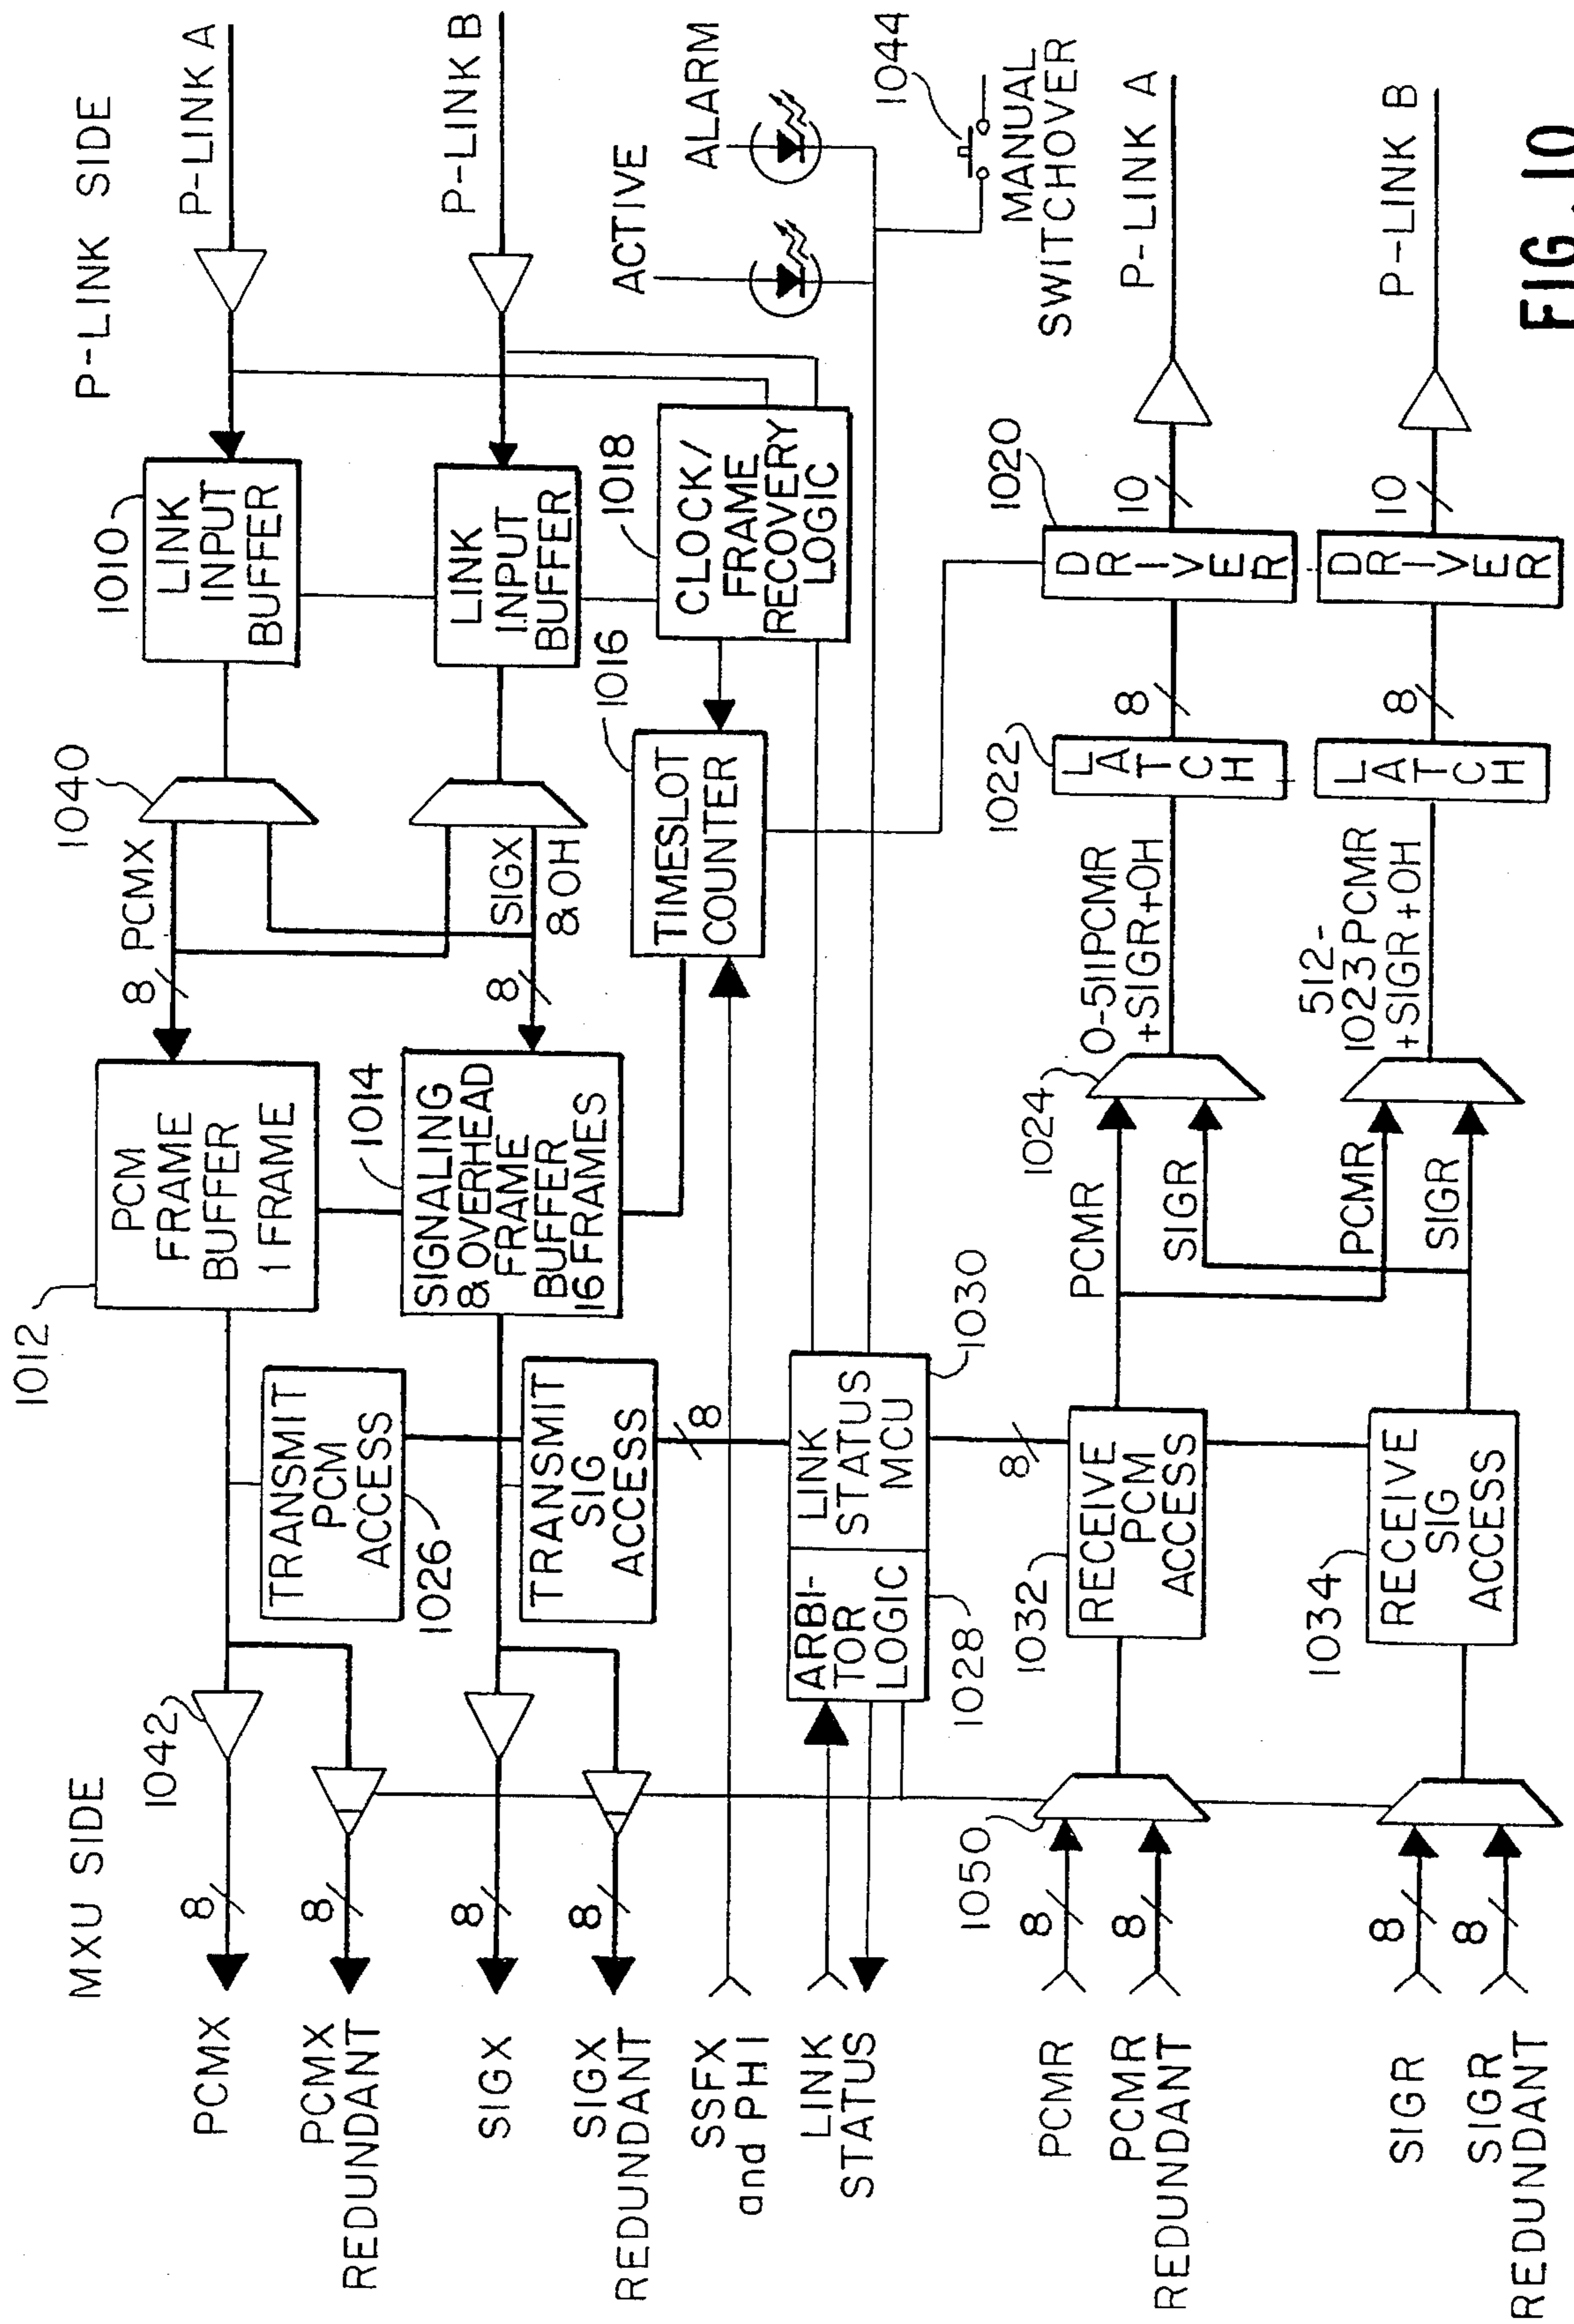 MXU SIDE
P-LINK SIDE
PCMX
8
1042
1012
PCM
FRAME
BUFFER
1 FRAME
8
PCMX
1040
1010
LINK
INPUT
BUFFER
P-LINK A
PCMX
REDUNDANT
8
TRANSMIT
PCM
ACCESS
1026
SIGX
8
1014
SIGNALING
& OVERHEAD
FRAME
BUFFER
16 FRAMES
8
SIGX
& OH
LINK
INPUT
BUFFER
P-LINK B
SIGX
REDUNDANT
8
TRANSMIT
SIG
ACCESS
8
SSFX
and PHI
TIMESLOT
COUNTER
1016
CLOCK/
FRAME
RECOVERY
LOGIC
1018
ACTIVE
ALARM
LINK
STATUS
ARBI-
TOR
LOGIC
1028
LINK
STATUS
MCU
1030
1044
MANUAL
SWITCHOVER
PCMR
8
PCMR
REDUNDANT
8
1050
1032
RECEIVE
PCM
ACCESS
8
PCMR
SIGR
1024
0-511PCMR
+SIGR+OH
1022
LATCH
8
1020
DRIVER
10
P-LINK A
SIGR
8
SIGR
REDUNDANT
8
1034
RECEIVE
SIG
ACCESS
PCMR
SIGR
512-
1023PCMR
+SIGR+OH
LATCH
8
DRIVER
10
P-LINK B
FIG. 10